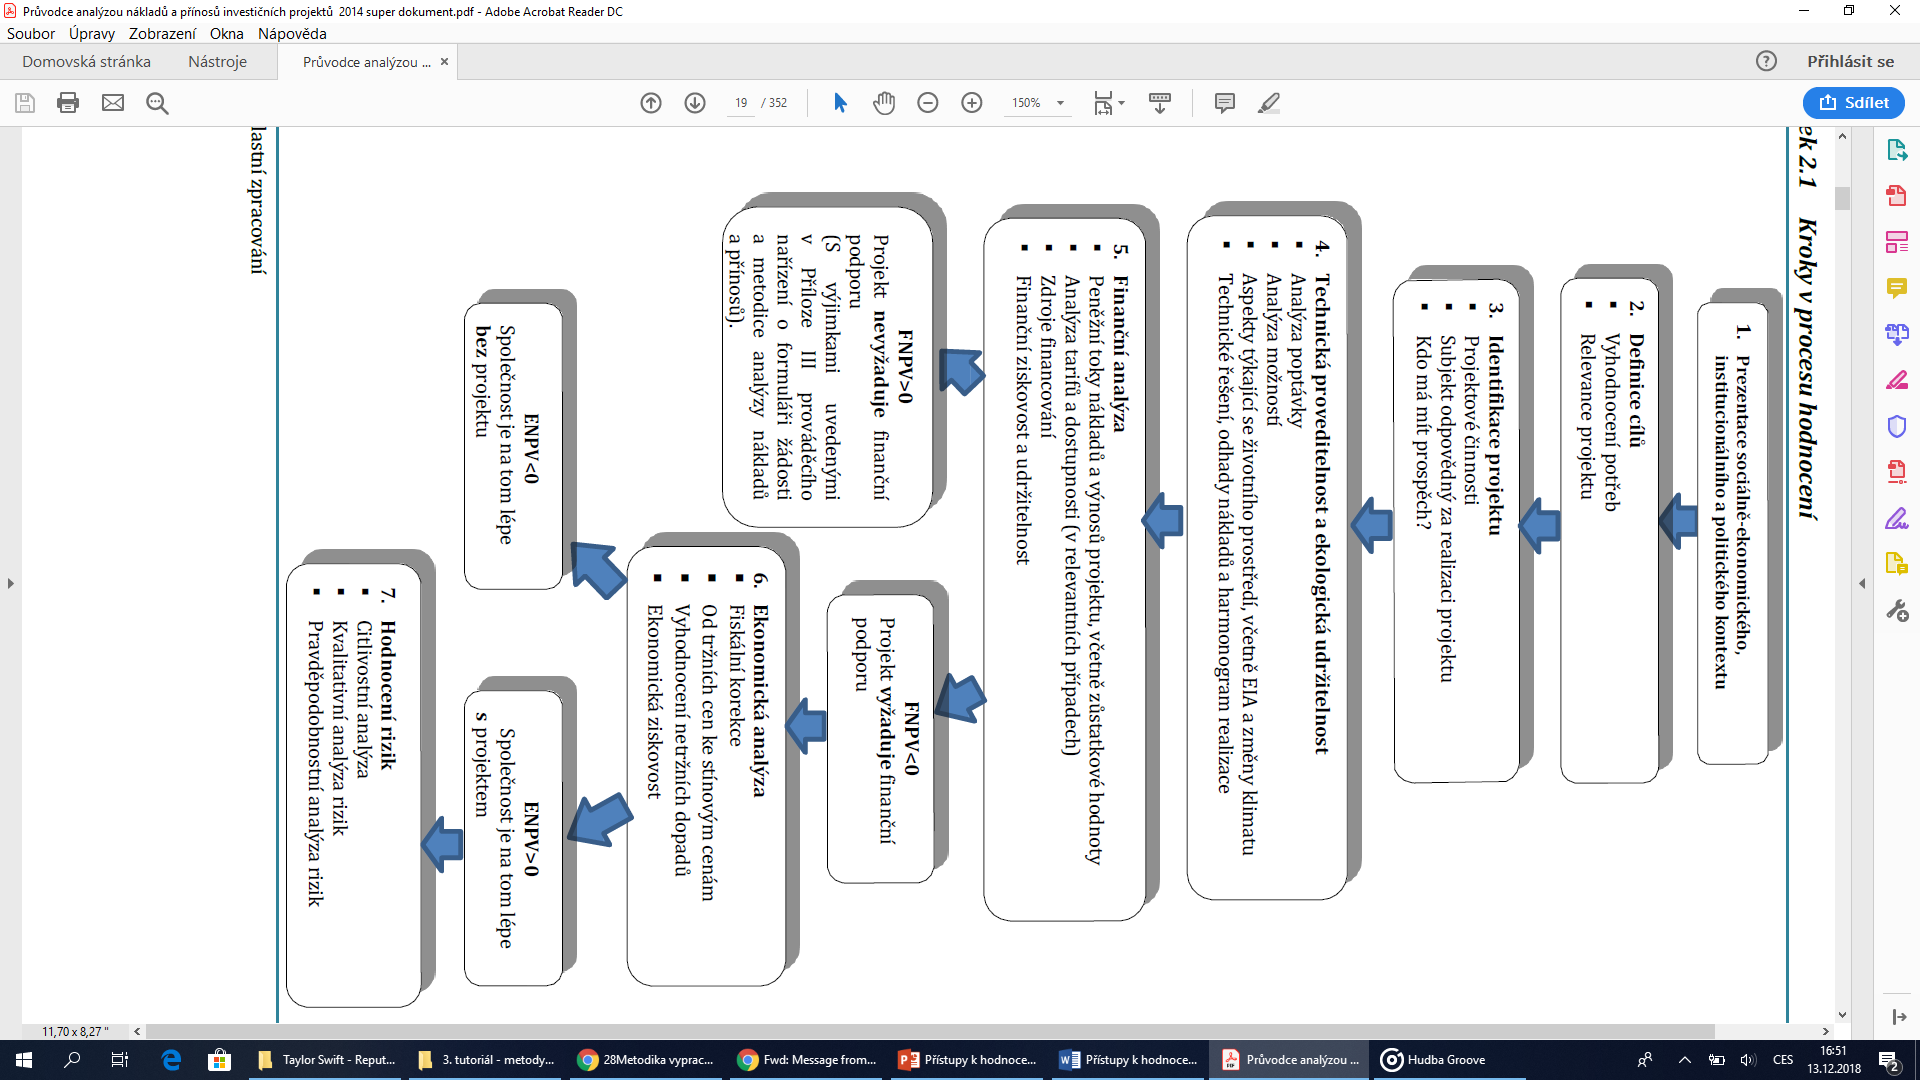 Průvodce analýzou nákladů a přínosů investičních projektů 2014 super dokument.pdf - Adobe Acrobat Reader DC
Soubor Úpravy Zobrazení Okna Nápověda
Domovská stránka Nástroje Průvodce analýzou ... × Přihlásit se
19 / 352 150% Sdílet
ek 2.1 Kroky v procesu hodnocení
1. Prezentace sociálně-ekonomického,
institucionálního a politického kontextu
2. Definice cílů
▪ Vyhodnocení potřeb
▪ Relevance projektu
3. Identifikace projektu
▪ Projektové činnosti
▪ Subjekt odpovědný za realizaci projektu
▪ Kdo má mít prospěch?
4. Technická proveditelnost a ekologická udržitelnost
▪ Analýza poptávky
▪ Analýza možností
▪ Aspekty týkající se životního prostředí, včetně EIA a změny klimatu
▪ Technické řešení, odhady nákladů a harmonogram realizace
5. Finanční analýza
▪ Peněžní toky nákladů a výnosů projektu, včetně zůstatkové hodnoty
▪ Analýza tarifů a dostupnosti (v relevantních případech)
▪ Zdroje financování
▪ Finanční ziskovost a udržitelnost
FNPV>0
Projekt nevyžaduje finanční
podporu
(S výjimkami uvedenými
v Příloze III prováděcího
nařízení o formuláři žádosti
a metodice analýzy nákladů
a přínosů).
FNPV<0
Projekt vyžaduje finanční
podporu
6. Ekonomická analýza
▪ Fiskální korekce
▪ Od tržních cen ke stínovým cenám
▪ Vyhodnocení netržních dopadů
▪ Ekonomická ziskovost
ENPV<0
Společnost je na tom lépe
bez projektu
ENPV>0
Společnost je na tom lépe
s projektem
7. Hodnocení rizik
▪ Citlivostní analýza
▪ Kvalitativní analýza rizik
▪ Pravděpodobnostní analýza rizik
lastní zpracování
11,70 x 8,27 "
Taylor Swift - Reput... 3. tutoriál - metody... 28Metodika vyprac... Fwd: Message from... Přístupy k hodnoce... Přístupy k hodnoce... Průvodce analýzou ... Hudba Groove CES 16:51
13.12.2018 2